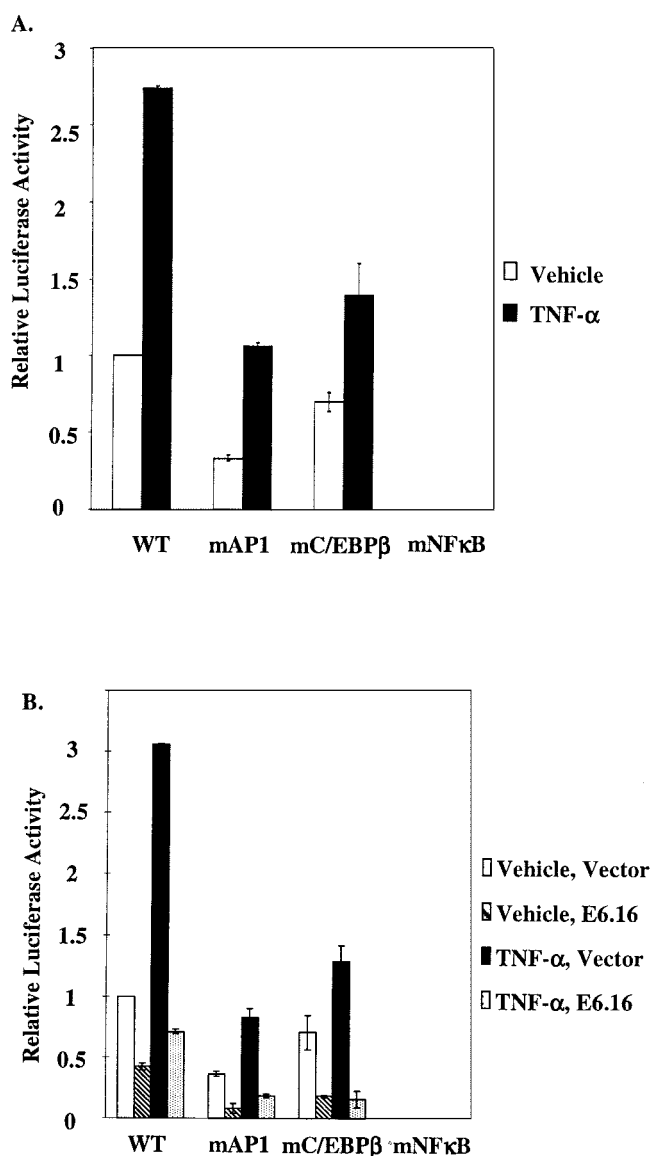 A.
3
2.5
2
1.5
1
0.5
0
Relative Luciferase Activity
Vehicle
TNF-α
WT mAP1 mC/EBPβ mNFκB
B.
3
2.5
2
1.5
1
0.5
0
Relative Luciferase Activity
Vehicle, Vector
Vehicle, E6.16
TNF-α, Vector
TNF-α, E6.16
WT mAP1 mC/EBPβ mNFκB